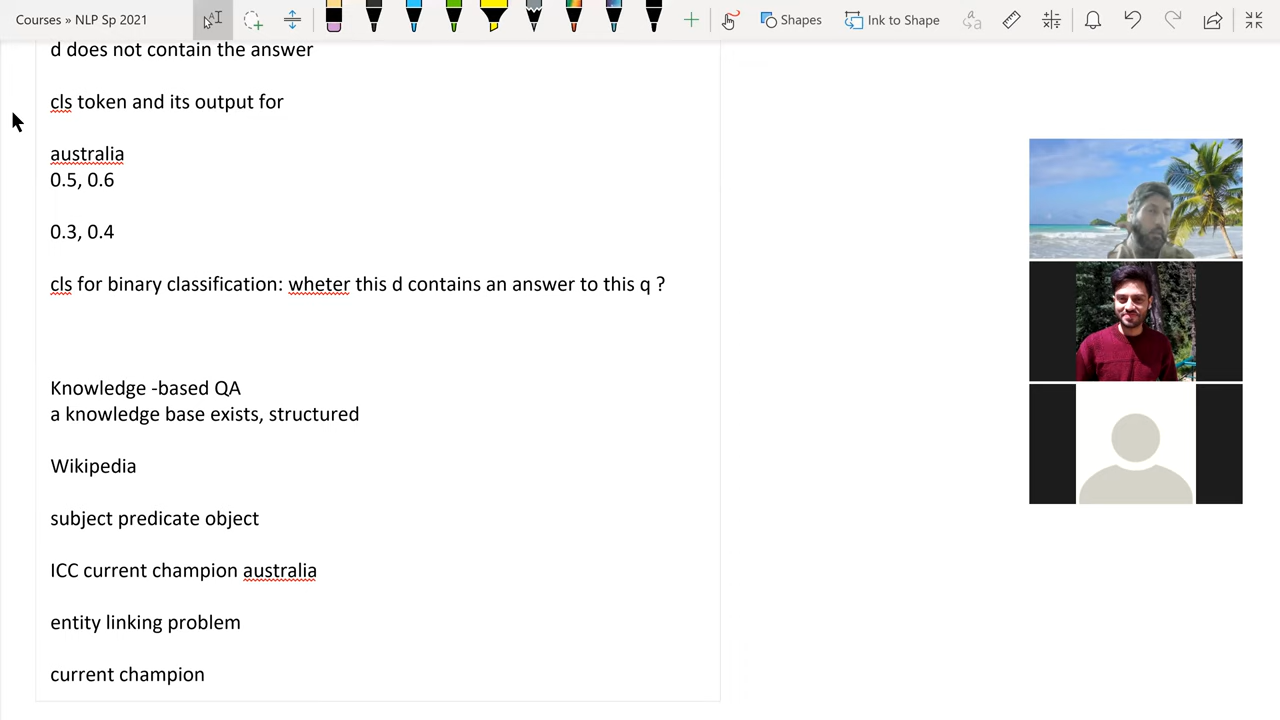 Courses » NLP Sp 2021
Shapes
Ink to Shape
d does not contain the answer
cls token and its output for
australia
0.5, 0.6
0.3, 0.4
cls for binary classification: wheter this d contains an answer to this q ?
Knowledge -based QA
a knowledge base exists, structured
Wikipedia
subject predicate object
ICC current champion australia
entity linking problem
current champion